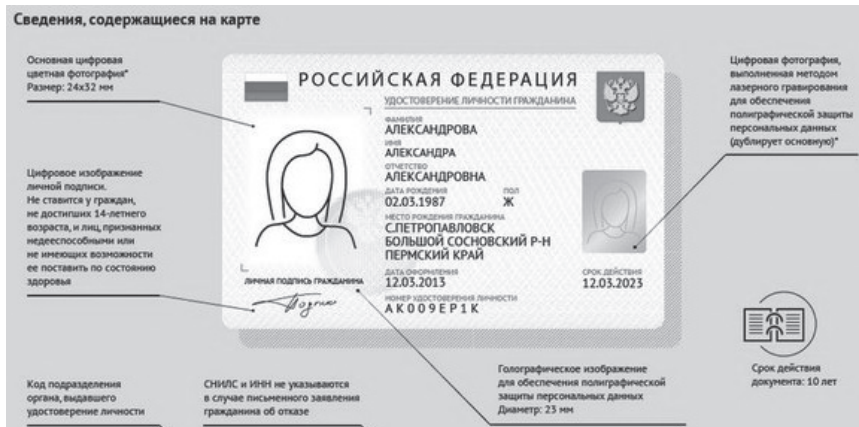 Сведения, содержащиеся на карте
Основная цифровая
цветная фотография*
Размер: 24х32 мм
Цифровое изображение
личной подписи.
Не ставится у граждан,
не достигших 14-летнего
возраста, и лиц, признанных
недееспособными или
не имеющих возможности
ее поставить по состоянию
здоровья
РОССИЙСКАЯ ФЕДЕРАЦИЯ
УДОСТОВЕРЕНИЕ ЛИЧНОСТИ ГРАЖДАНИНА
ФАМИЛИЯ
АЛЕКСАНДРОВА
ИМЯ
АЛЕКСАНДРА
ОТЧЕСТВО
АЛЕКСАНДРОВНА
ДАТА РОЖДЕНИЯ ПОЛ
02.03.1987 Ж
МЕСТО РОЖДЕНИЯ ГРАЖДАНИНА
С.ПЕТРОПАВЛОВСК
БОЛЬШОЙ СОСНОВСКИЙ Р-Н
ПЕРМСКИЙ КРАЙ
ДАТА ОФОРМЛЕНИЯ СРОК ДЕЙСТВИЯ
12.03.2013 12.03.2023
НОМЕР УДОСТОВЕРЕНИЯ ЛИЧНОСТИ
АК009ЕР1К
ЛИЧНАЯ ПОДПИСЬ ГРАЖДАНИНА
Подпись
Цифровая фотография,
выполненная методом
лазерного гравирования
для обеспечения
полиграфической защиты
персональных данных
(дублирует основную)*
Срок действия
документа: 10 лет
Код подразделения
органа, выдавшего
удостоверение личности
СНИЛС и ИНН не указываются
в случае письменного заявления
гражданина об отказе
Голографическое изображение
для обеспечения полиграфической
защиты персональных данных
Диаметр: 23 мм